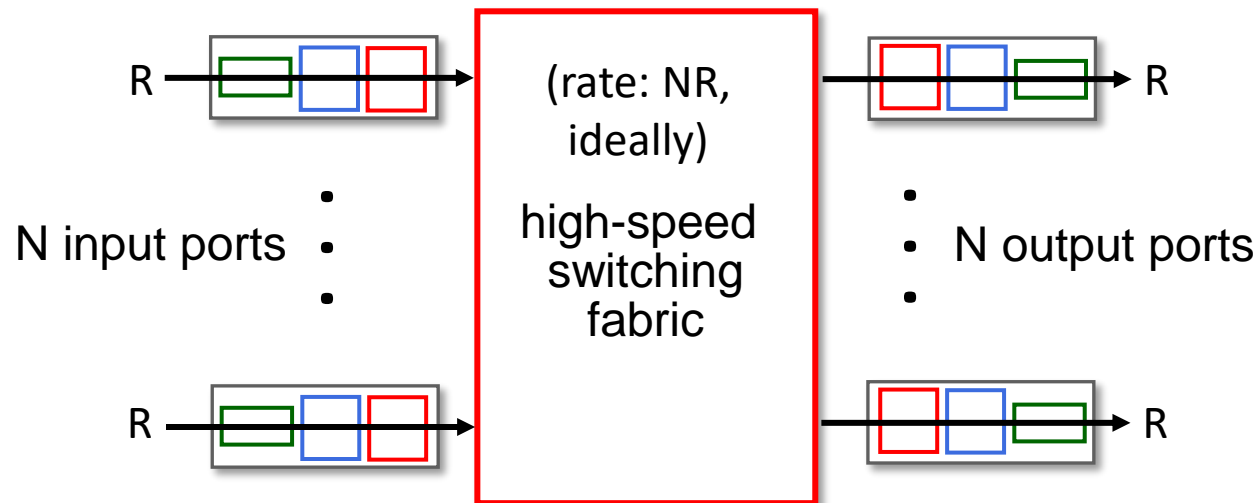 R
(rate: NR,
ideally)
R
N input ports
high-speed
switching
fabric
N output ports
R
R